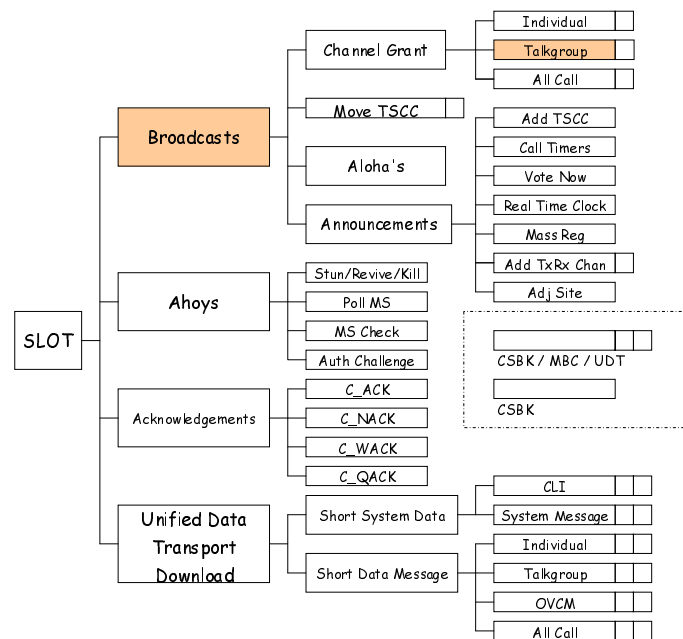 SLOT
Broadcasts
Channel Grant
Individual
Talkgroup
All Call
Move TSCC
Aloha's
Announcements
Add TSCC
Call Timers
Vote Now
Real Time Clock
Mass Reg
Add TxRx Chan
Adj Site
Ahoys
Stun/Revive/Kill
Poll MS
MS Check
Auth Challenge
Acknowledgements
C_ACK
C_NACK
C_WACK
C_QACK
Unified Data
Transport
Download
Short System Data
CLI
System Message
Short Data Message
Individual
Talkgroup
OVCM
All Call
CSBK / MBC / UDT
CSBK